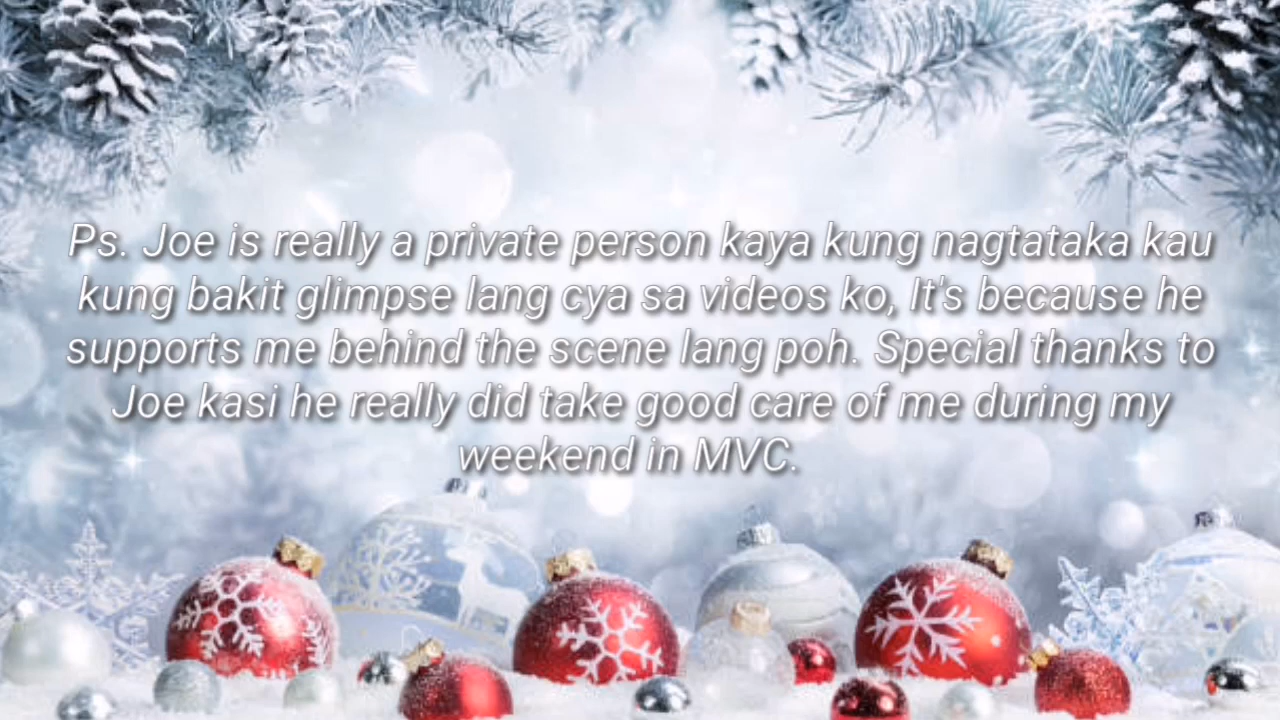 Ps. Joe is really a private person kaya kung nagtataka kau
kung bakit glimpse lang cya sa videos ko, It's because he
supports me behind the scene lang poh. Special thanks to
Joe kasi he really did take good care of me during my
weekend in MVC.